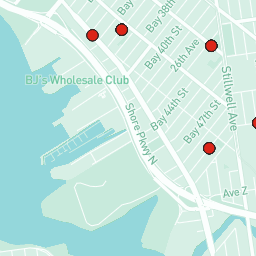 Bay
Bay 38th
Bay 40th St
26th Ave
BJ's Wholesale Club
Stillwell Ave
Bay 44th St
Shore Pkwy N
Bay 47th St
Ave Z